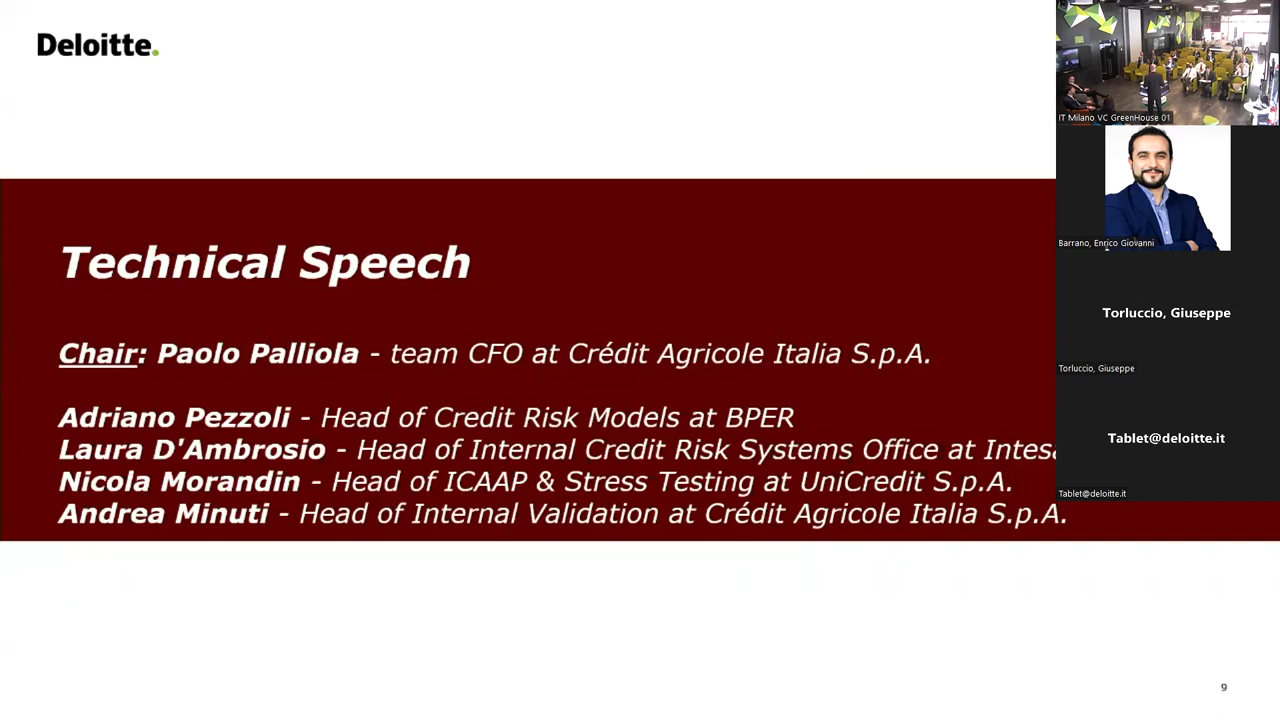 Deloitte.
Technical Speech
Chair: Paolo Palliola - team CFO at Crédit Agricole Italia S.p.A.
Adriano Pezzoli - Head of Credit Risk Models at BPER
Laura D'Ambrosio - Head of Internal Credit Risk Systems Office at Intesa
Nicola Morandin - Head of ICAAP & Stress Testing at UniCredit S.p.A.
Andrea Minuti - Head of Internal Validation at Crédit Agricole Italia S.p.A.
9
IT Milano VC GreenHouse 01
Barrano, Enrico Giovanni
Torluccio, Giuseppe
Torluccio, Giuseppe
Tablet@deloitte.it
Tablet@deloitte.it